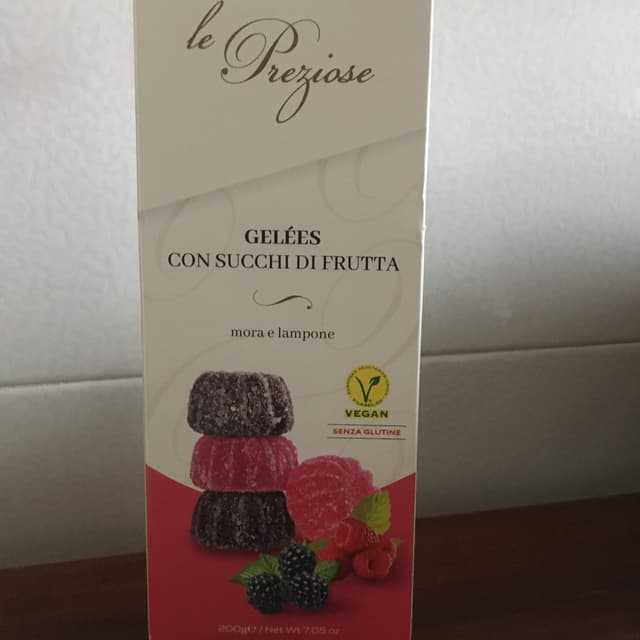 le Preziose
GELÉES
CON SUCCHI DI FRUTTA
mora e lampone
VEGAN
SENZA GLUTINE
200g℮ / Net Wt 7.05 oz